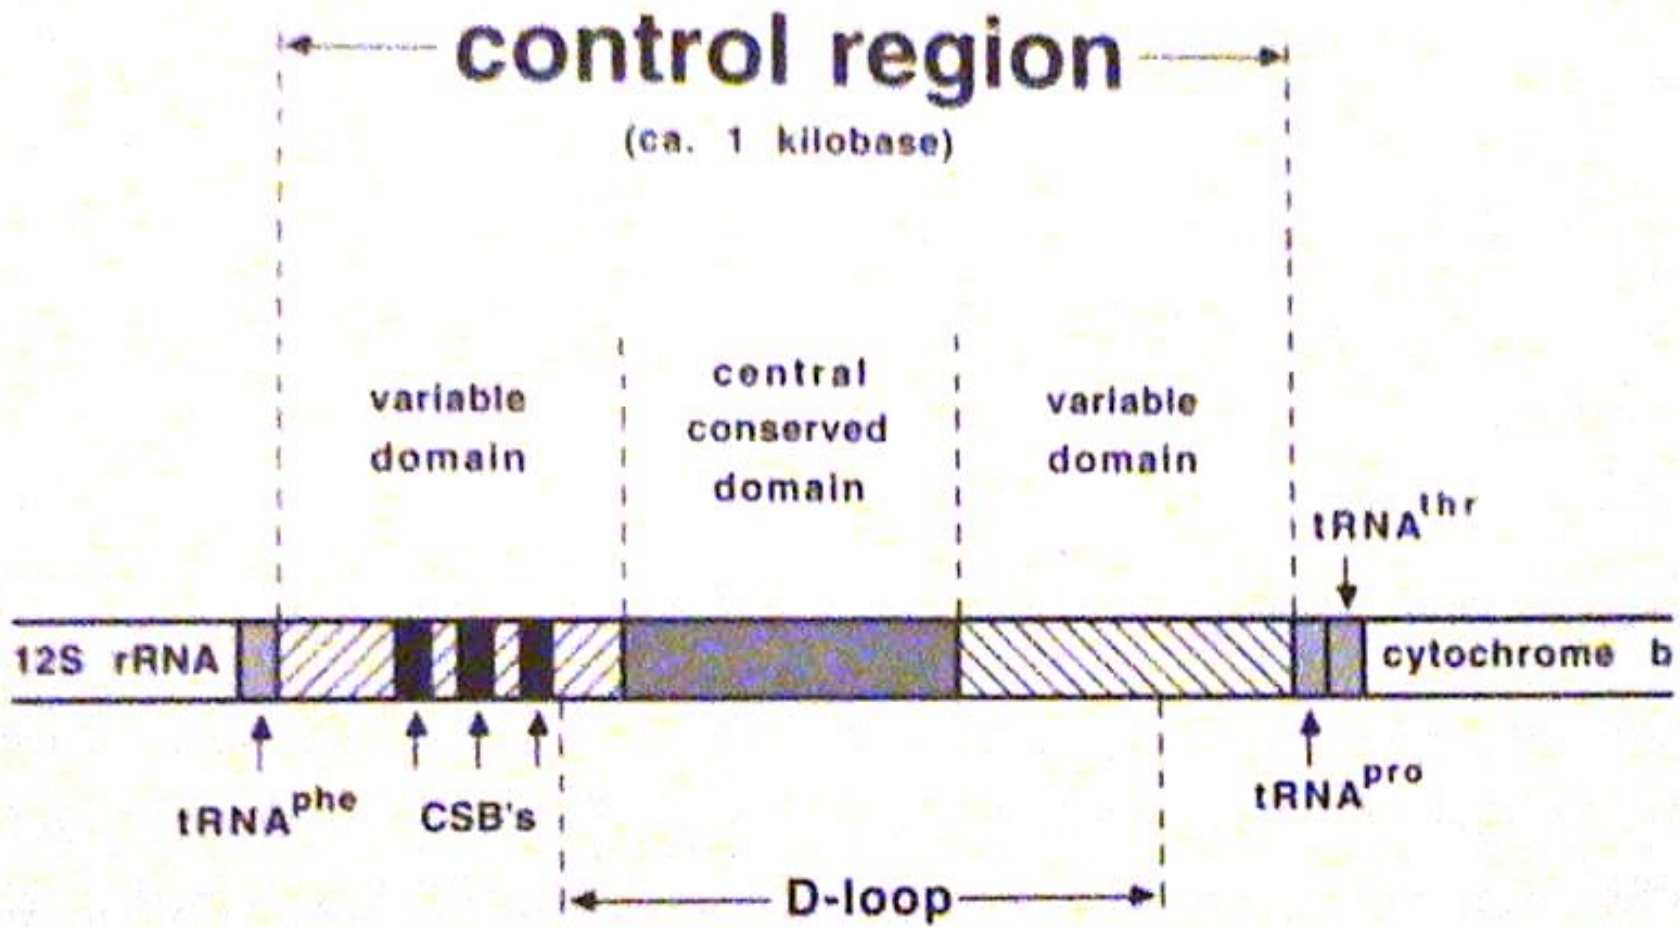 control region
(ca. 1 kilobase)
variable
domain
central
conserved
domain
variable
domain
tRNAthr
12S rRNA
cytochrome b
tRNAphe
CSB's
tRNApro
D-loop